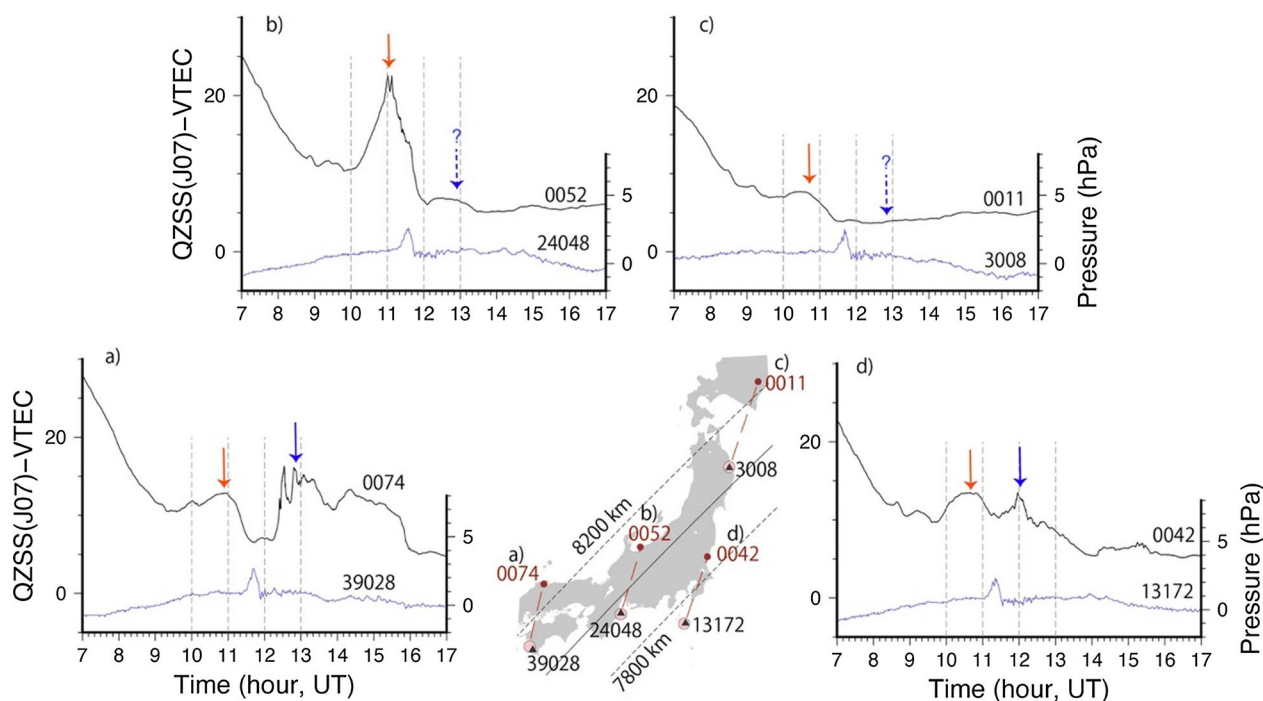 b)
QZSS(J07)−VTEC
20
0
?
0052
24048
5
0
7 8 9 10 11 12 13 14 15 16 17
c)
20
0
?
0011
3008
5
0
Pressure (hPa)
7 8 9 10 11 12 13 14 15 16 17
a)
QZSS(J07)−VTEC
20
0
0074
39028
5
0
7 8 9 10 11 12 13 14 15 16 17
Time (hour, UT)
c)
0011
3008
8200 km
b)
0052
d)
0042
a)
0074
24048
13172
39028
7800 km
d)
20
0
0042
13172
5
0
Pressure (hPa)
7 8 9 10 11 12 13 14 15 16 17
Time (hour, UT)